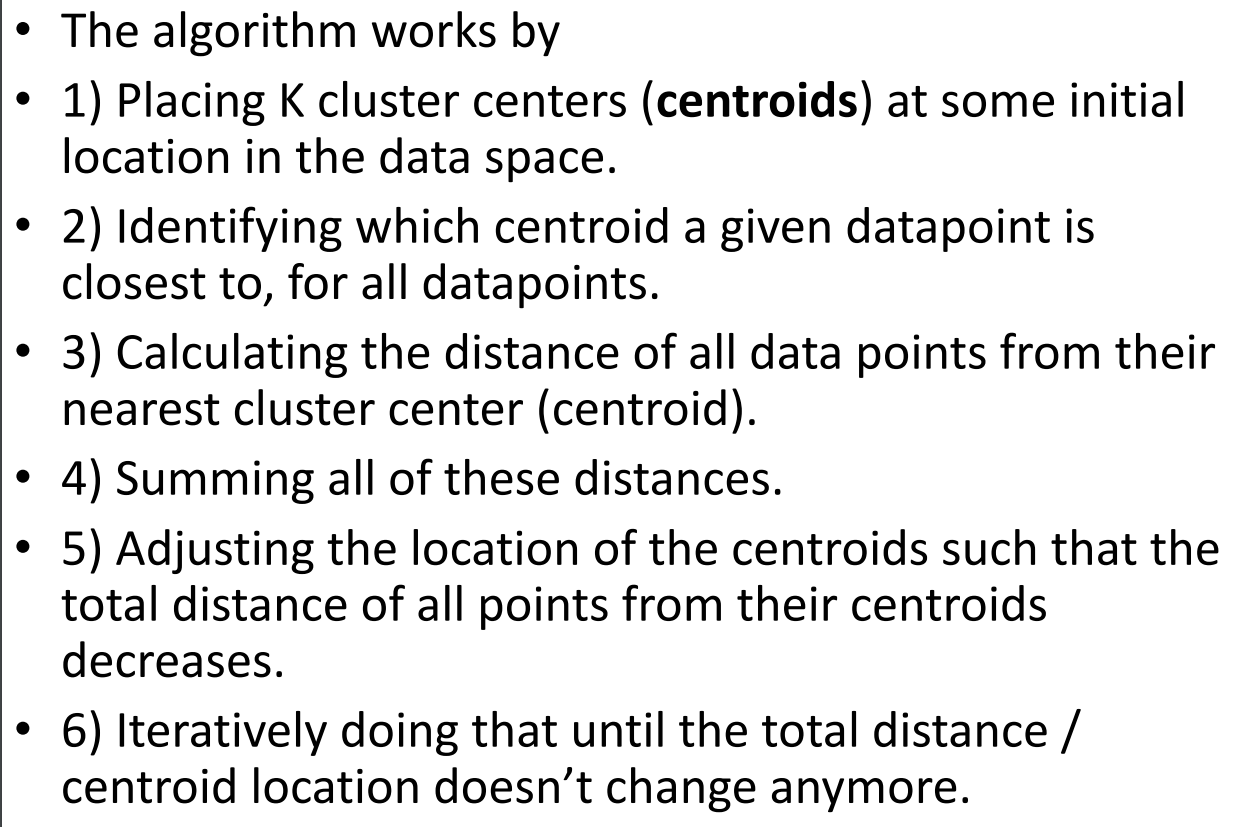 • The algorithm works by
• 1) Placing K cluster centers (centroids) at some initial
location in the data space.
• 2) Identifying which centroid a given datapoint is
closest to, for all datapoints.
• 3) Calculating the distance of all data points from their
nearest cluster center (centroid).
• 4) Summing all of these distances.
• 5) Adjusting the location of the centroids such that the
total distance of all points from their centroids
decreases.
• 6) Iteratively doing that until the total distance /
centroid location doesn’t change anymore.